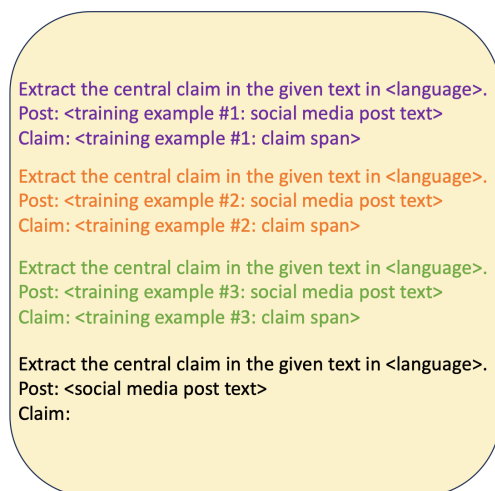 Extract the central claim in the given text in <language>.
Post: <training example #1: social media post text>
Claim: <training example #1: claim span>
Extract the central claim in the given text in <language>.
Post: <training example #2: social media post text>
Claim: <training example #2: claim span>
Extract the central claim in the given text in <language>.
Post: <training example #3: social media post text>
Claim: <training example #3: claim span>
Extract the central claim in the given text in <language>.
Post: <social media post text>
Claim: